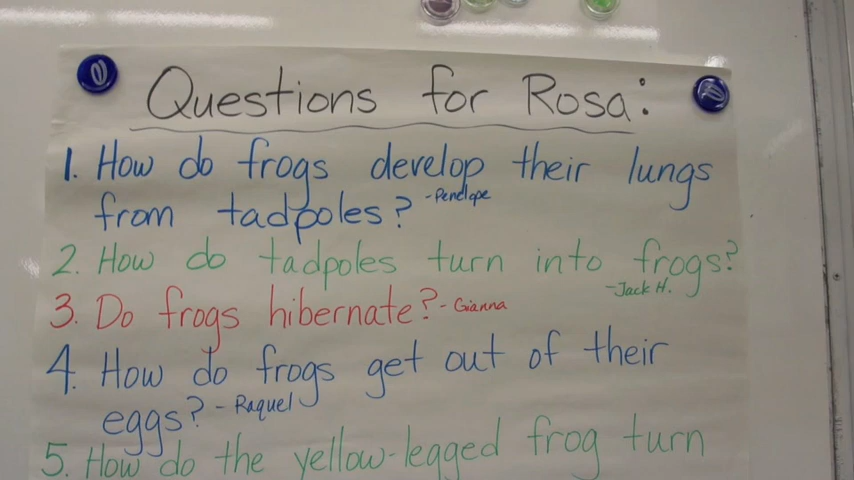 Questions for Rosa:
1. How do frogs develop their lungs
from tadpoles? -Penelope
2. How do tadpoles turn into frogs?
-Jack H.
3. Do frogs hibernate? - Gianna
4. How do frogs get out of their
eggs? - Raquel
5. How do the yellow-legged frog turn